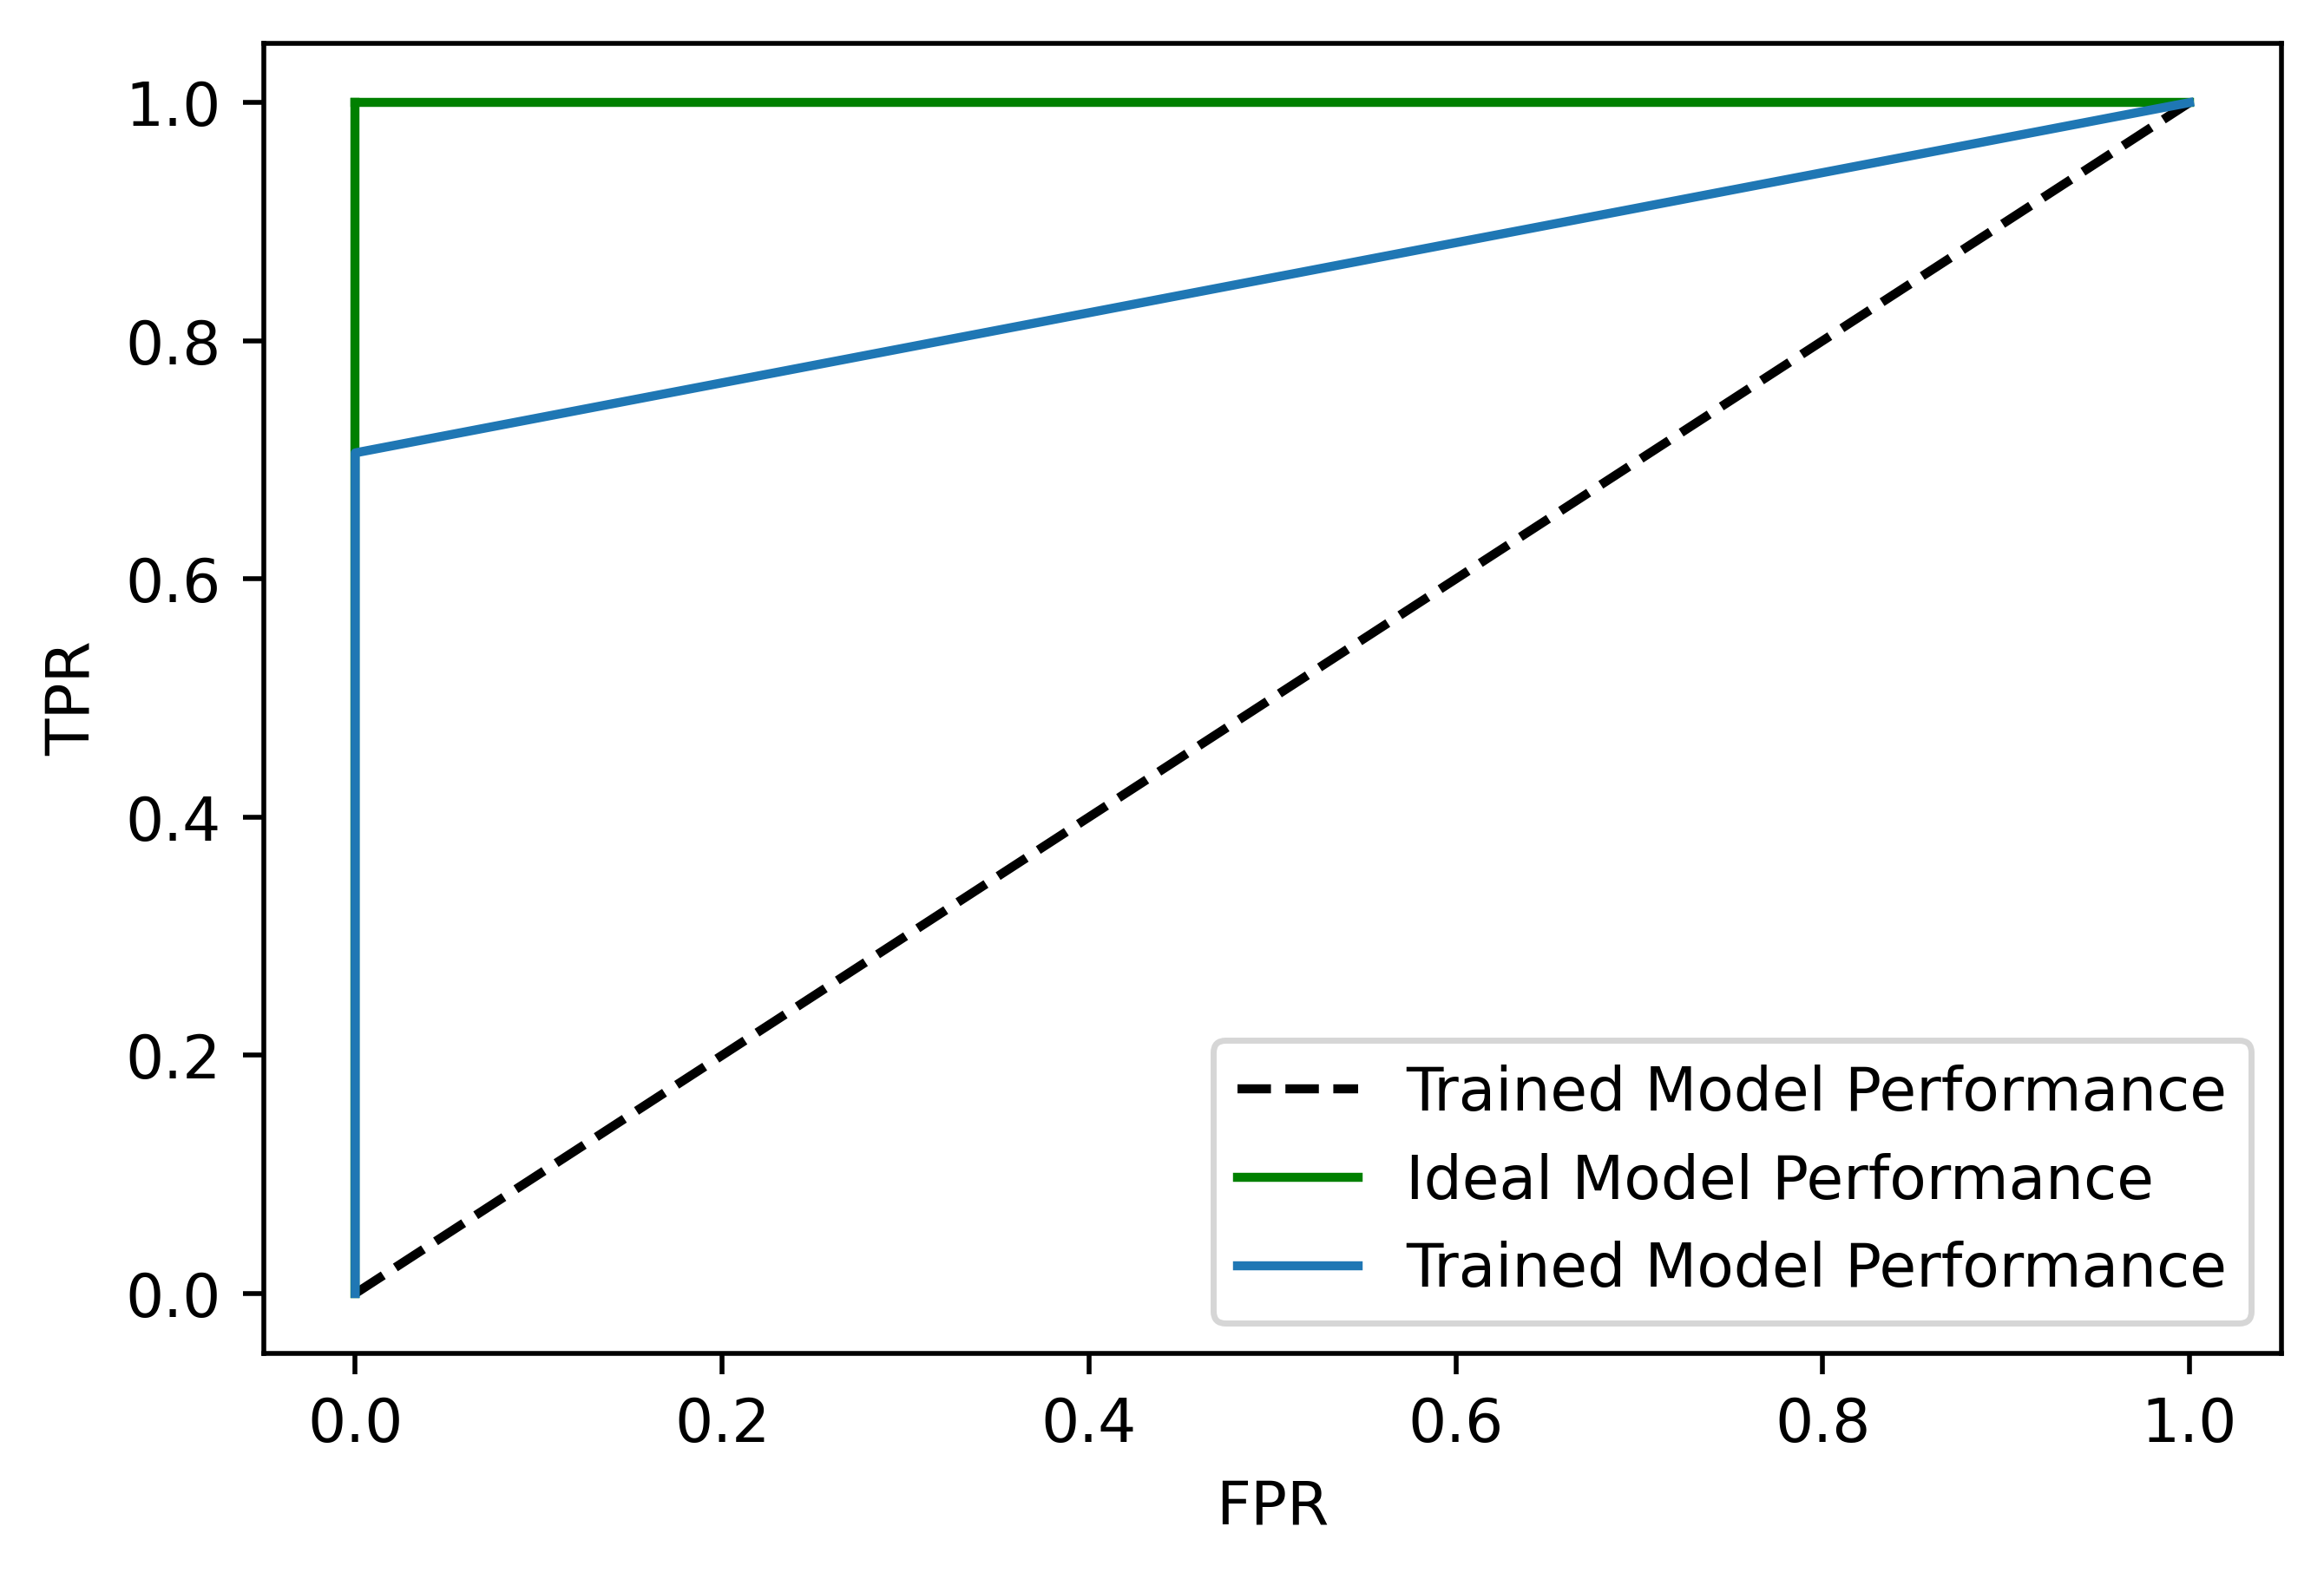 1.0
0.8
0.6
0.4
0.2
0.0
TPR
Trained Model Performance
Ideal Model Performance
Trained Model Performance
0.0 0.2 0.4 0.6 0.8 1.0
FPR